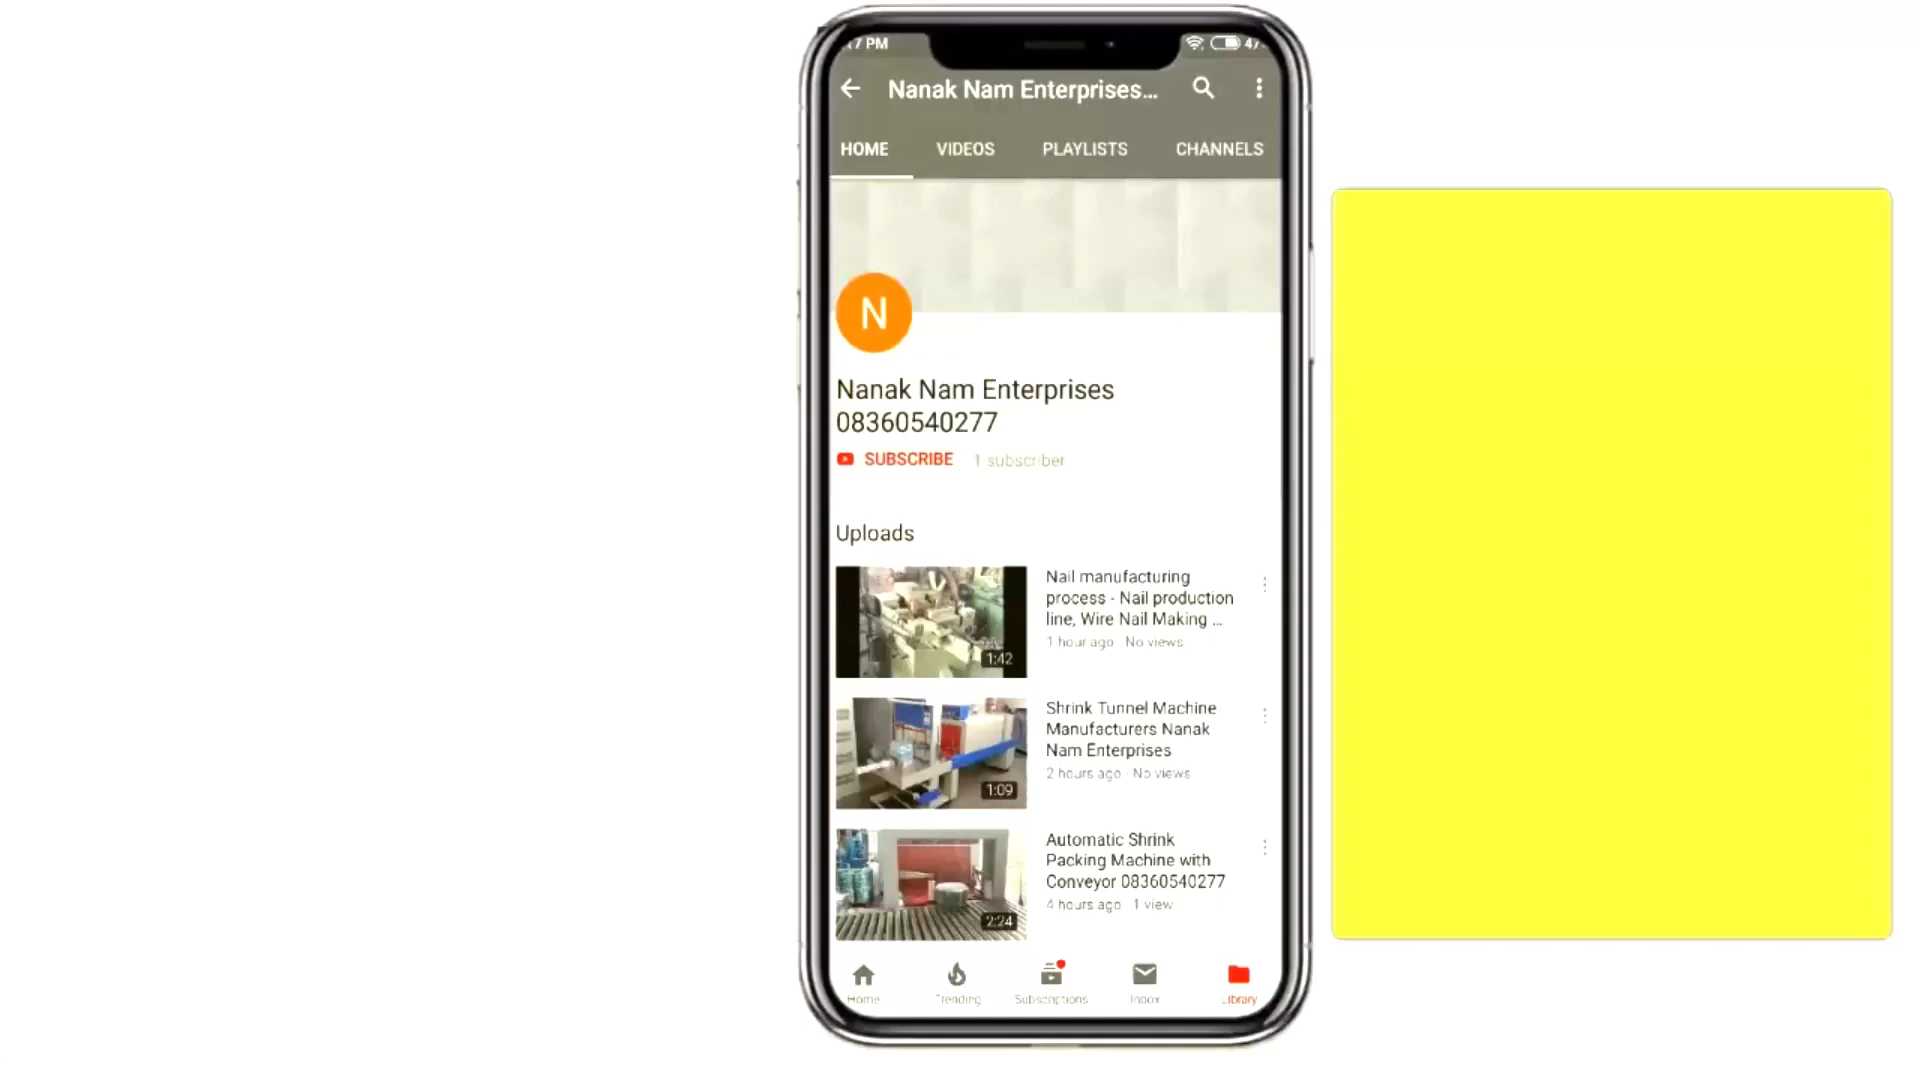 17 PM
47
Nanak Nam Enterprises...
HOME VIDEOS PLAYLISTS CHANNELS
N
Nanak Nam Enterprises
08360540277
SUBSCRIBE 1 subscriber
Uploads
Nail manufacturing
process - Nail production
line, Wire Nail Making ...
1 hour ago · No views
1:42
Shrink Tunnel Machine
Manufacturers Nanak
Nam Enterprises
2 hours ago · No views
1:09
Automatic Shrink
Packing Machine with
Conveyor 08360540277
4 hours ago · 1 view
2:24
Home Trending Subscriptions Inbox Library